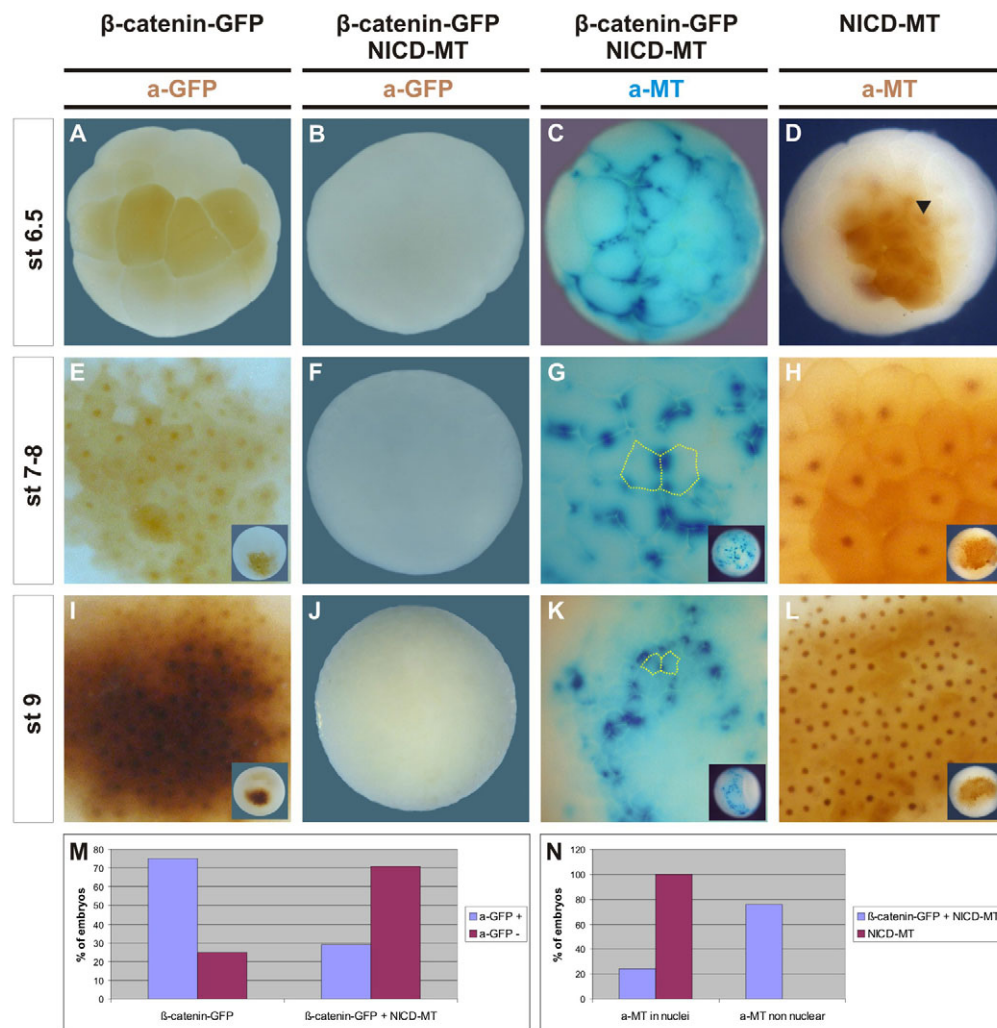 β-catenin-GFP
β-catenin-GFP
NICD-MT
β-catenin-GFP
NICD-MT
NICD-MT
a-GFP
a-GFP
a-MT
a-MT
st 6.5
A
B
C
D
st 7-8
E
F
G
H
st 9
I
J
K
L
M
% of embryos
80
70
60
50
40
30
20
10
0
ß-catenin-GFP
ß-catenin-GFP + NICD-MT
a-GFP +
a-GFP -
N
% of embryos
120
100
80
60
40
20
0
a-MT in nuclei
a-MT non nuclear
ß-catenin-GFP + NICD-MT
NICD-MT